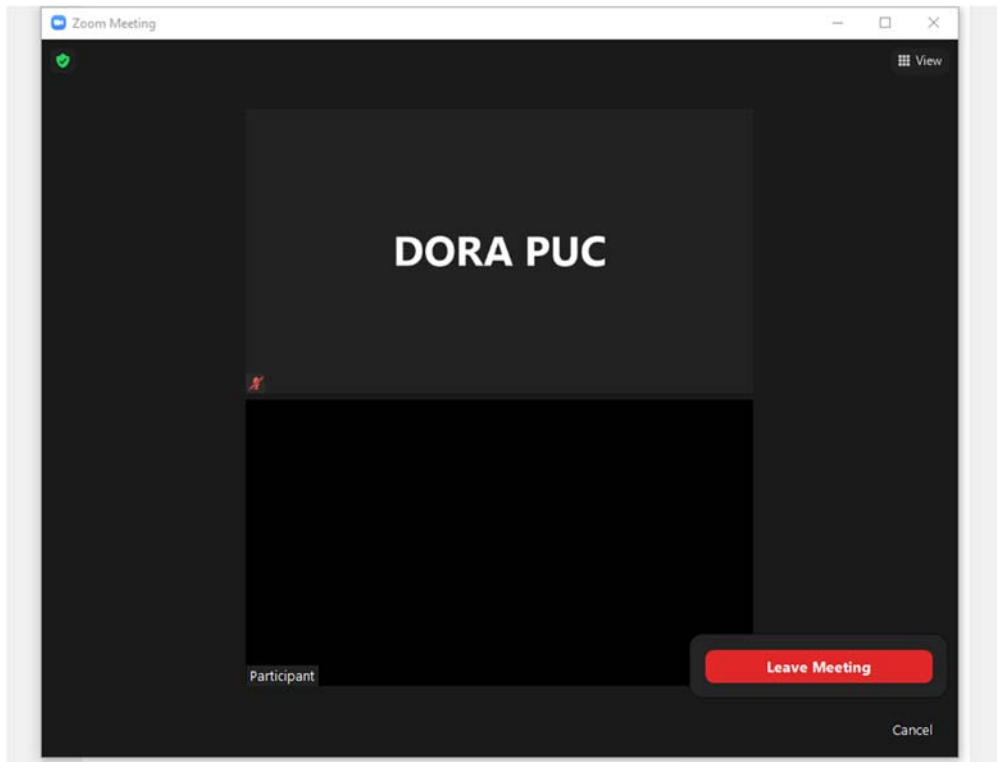 Zoom Meeting
View
DORA PUC
Participant
Leave Meeting
Cancel